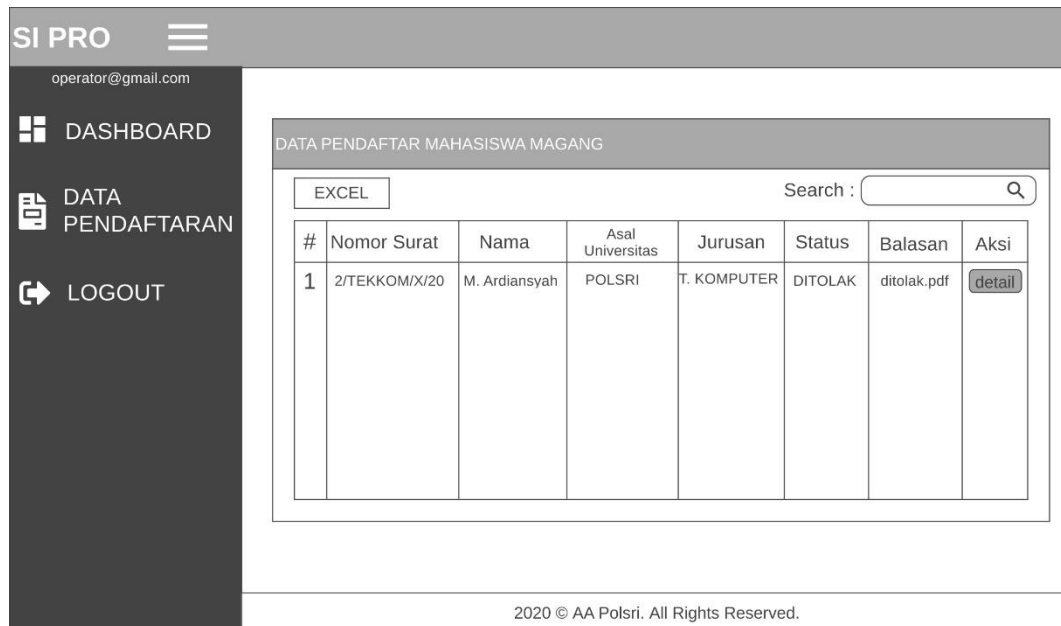 SI PRO
operator@gmail.com
DASHBOARD
DATA
PENDAFTARAN
LOGOUT
DATA PENDAFTAR MAHASISWA MAGANG
EXCEL
Search :
# Nomor Surat Nama Asal Universitas Jurusan Status Balasan Aksi
1 2/TEKKOM/X/20 M. Ardiansyah POLSRI T. KOMPUTER DITOLAK ditolak.pdf detail
2020 © AA Polsri. All Rights Reserved.